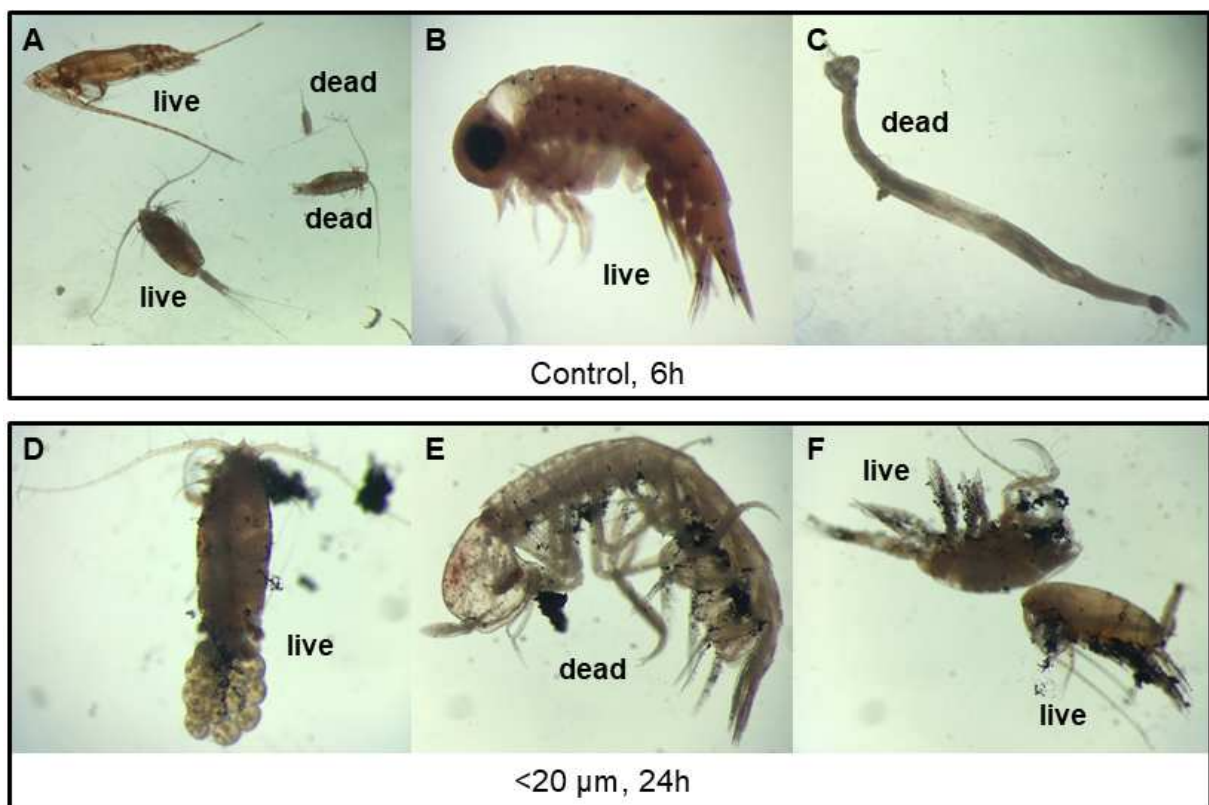 A
live
dead
dead
live
B
live
C
dead
Control, 6h
D
live
E
dead
F
live
live
<20 µm, 24h